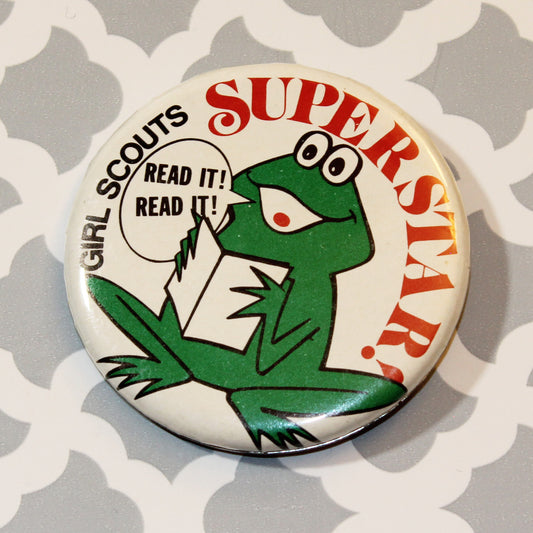 GIRL SCOUTS
SUPERSTAR!
READ IT!
READ IT!